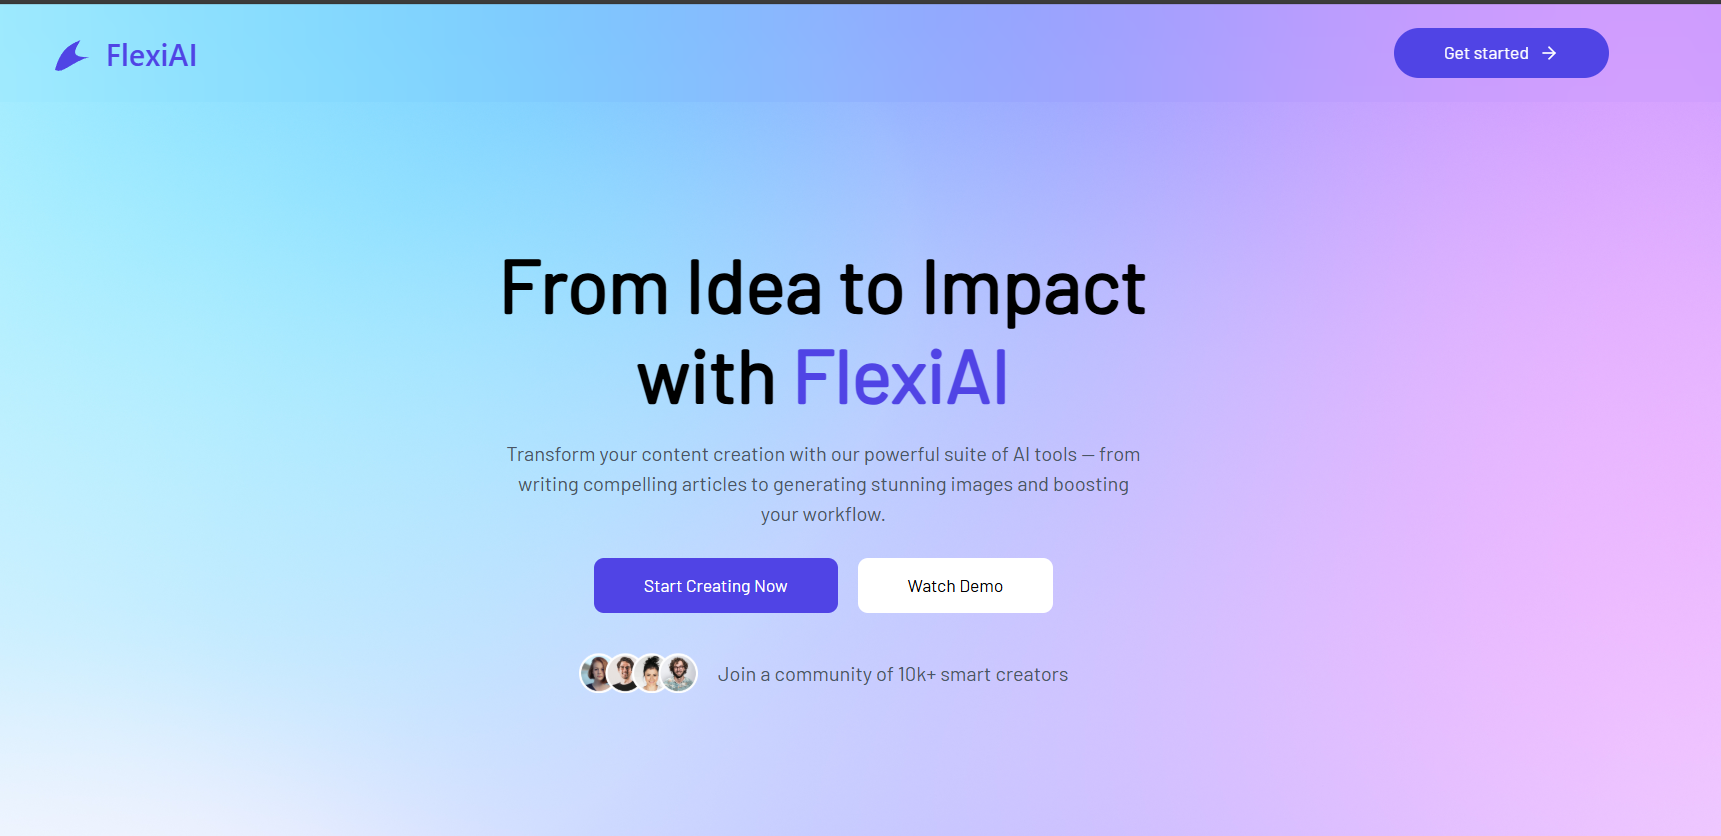 FlexiAI
Get started
From Idea to Impact
with FlexiAI
Transform your content creation with our powerful suite of AI tools — from
writing compelling articles to generating stunning images and boosting
your workflow.
Start Creating Now
Watch Demo
Join a community of 10k+ smart creators